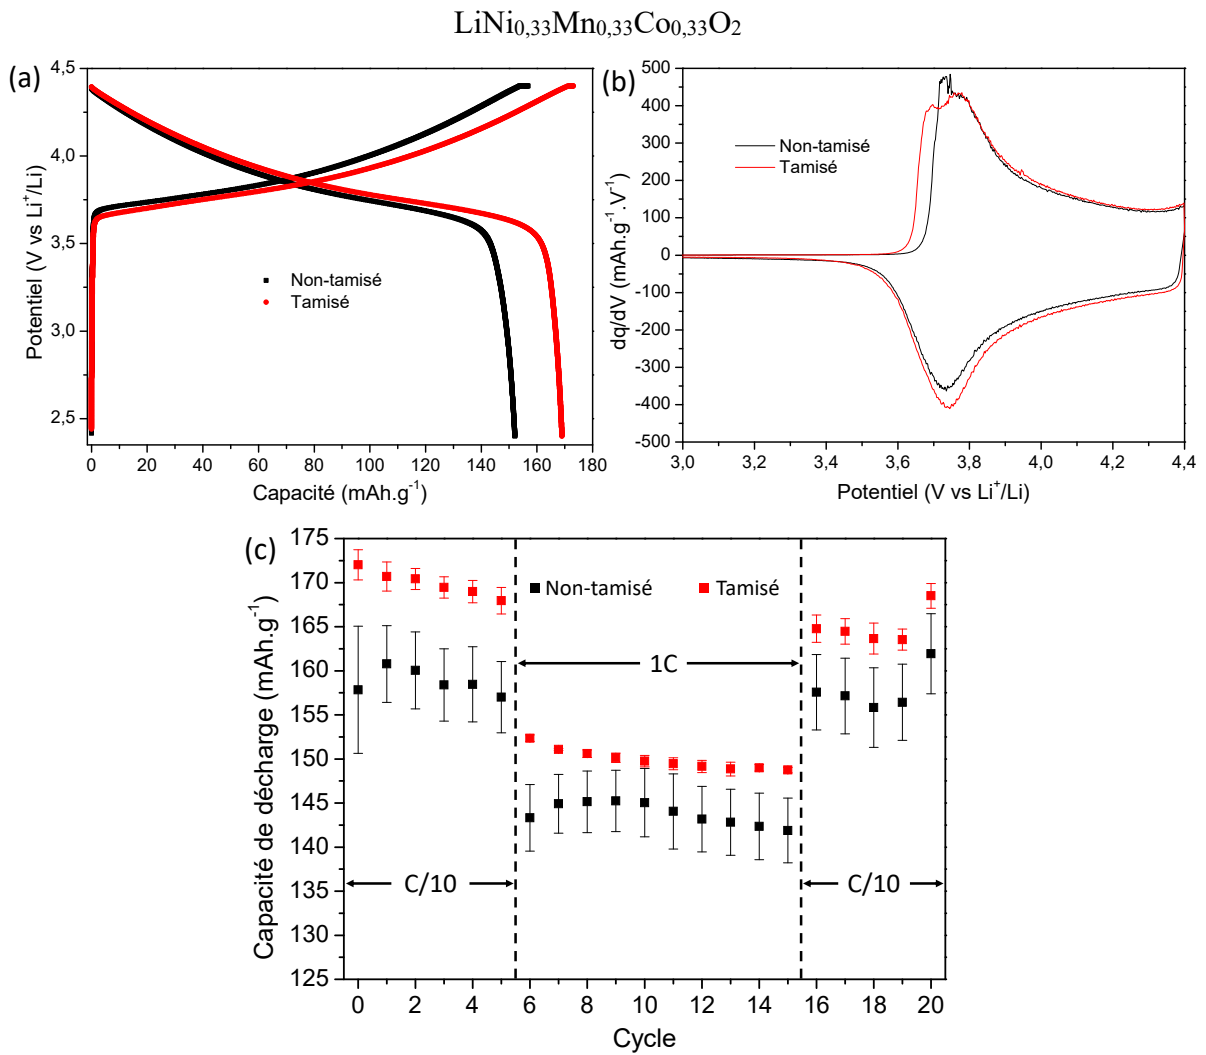 LiNi0,33Mn0,33Co0,33O2
(a)
4,5
4,0
3,5
3,0
2,5
Potentiel (V vs Li+/Li)
Non-tamisé
Tamisé
0 20 40 60 80 100 120 140 160 180
Capacité (mAh.g-1)
(b)
500
400
300
200
100
0
-100
-200
-300
-400
-500
dq/dV (mAh.g-1.V-1)
Non-tamisé
Tamisé
3,0 3,2 3,4 3,6 3,8 4,0 4,2 4,4
Potentiel (V vs Li+/Li)
(c)
175
170
165
160
155
150
145
140
135
130
125
Capacité de décharge (mAh.g-1)
Non-tamisé Tamisé
1C
C/10 C/10
0 2 4 6 8 10 12 14 16 18 20
Cycle